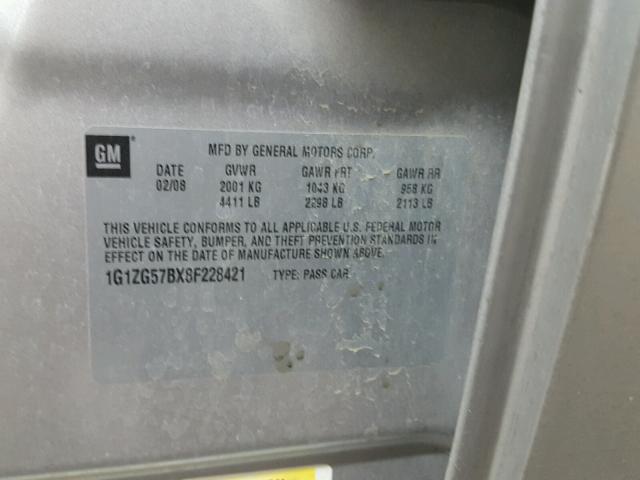 GM
MFD BY GENERAL MOTORS CORP.
DATE GVWR GAWR FRT GAWR RR
02/08 2001 KG 1043 KG 958 KG
4411 LB 2298 LB 2113 LB
THIS VEHICLE CONFORMS TO ALL APPLICABLE U.S. FEDERAL MOTOR
VEHICLE SAFETY, BUMPER, AND THEFT PREVENTION STANDARDS IN
EFFECT ON THE DATE OF MANUFACTURE SHOWN ABOVE.
1G1ZG57BX8F228421 TYPE: PASS CAR